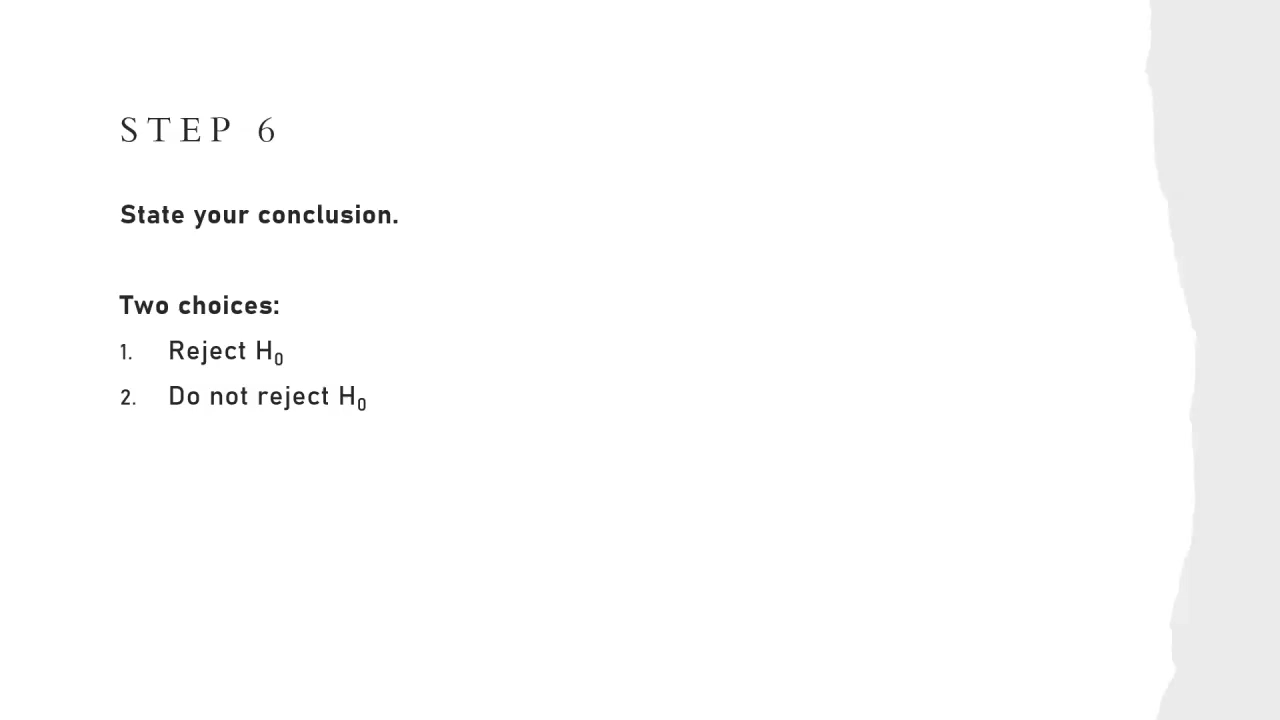 STEP 6
State your conclusion.
Two choices:
1. Reject H₀
2. Do not reject H₀